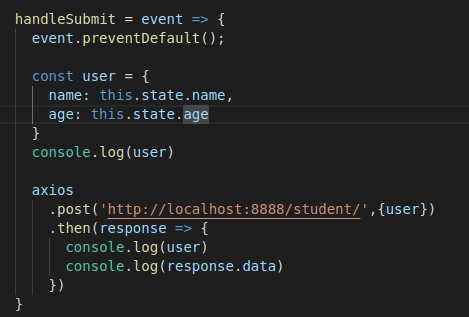 handleSubmit = event => {
  event.preventDefault();

  const user = {
    name: this.state.name,
    age: this.state.age
  }
  console.log(user)

  axios
    .post('http://localhost:8888/student/',{user})
    .then(response => {
      console.log(user)
      console.log(response.data)
    })
}